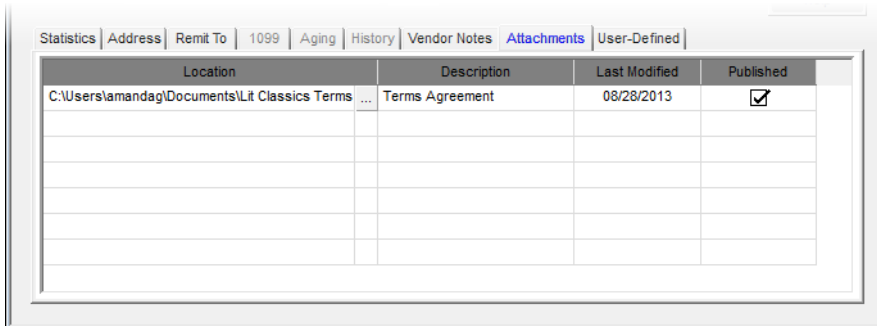 Statistics Address Remit To 1099 Aging History Vendor Notes Attachments User-Defined
Location Description Last Modified Published
C:\Users\amandag\Documents\Lit Classics Terms ... Terms Agreement 08/28/2013